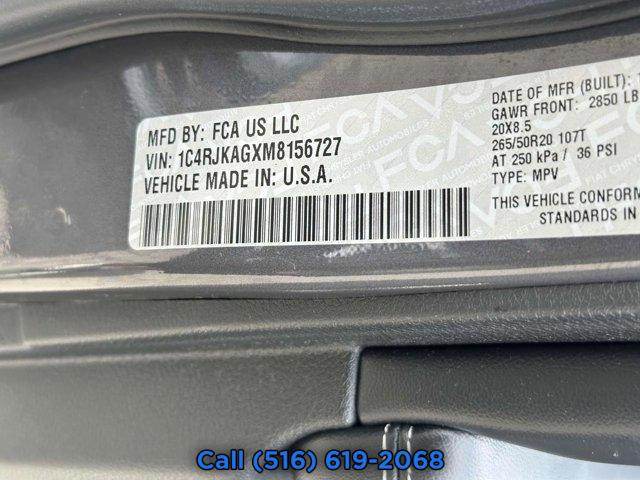 MFD BY: FCA US LLC
VIN: 1C4RJKAGXM8156727
VEHICLE MADE IN: U.S.A.
DATE OF MFR (BUILT):
GAWR FRONT: 2850 LB
20X8.5
265/50R20 107T
AT 250 kPa / 36 PSI
TYPE: MPV
THIS VEHICLE CONFORM
STANDARDS IN
Call (516) 619-2068